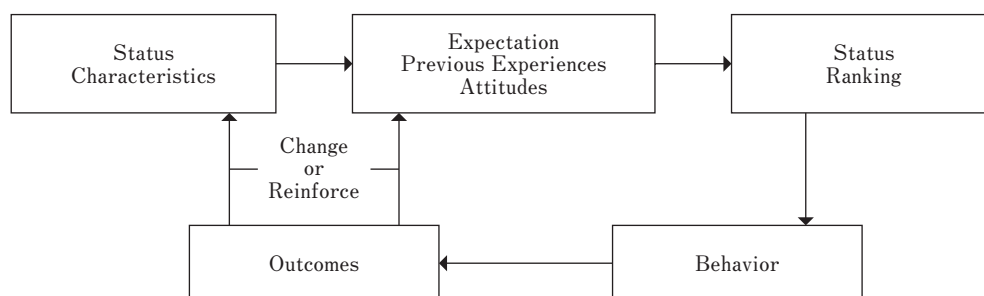 Status
Characteristics
Expectation
Previous Experiences
Attitudes
Status
Ranking
Change
or
Reinforce
Outcomes
Behavior